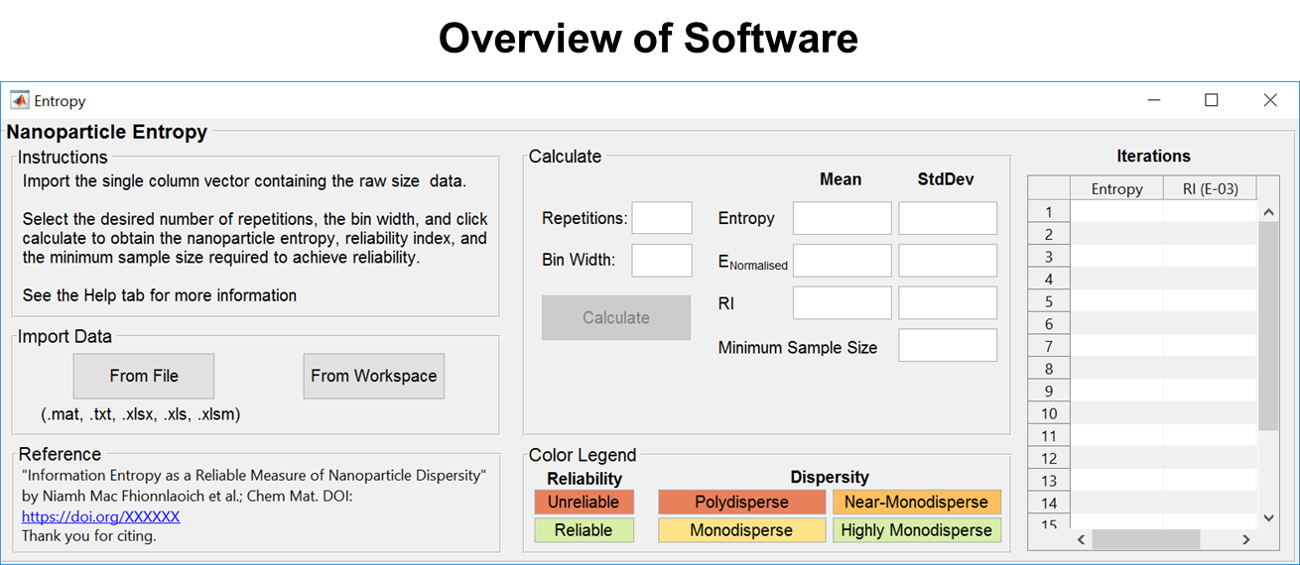 Overview of Software
Entropy
Nanoparticle Entropy
Instructions
Import the single column vector containing the raw size data.
Select the desired number of repetitions, the bin width, and click
calculate to obtain the nanoparticle entropy, reliability index, and
the minimum sample size required to achieve reliability.
See the Help tab for more information
Import Data
From File
From Workspace
(.mat, .txt, .xlsx, .xls, .xlsm)
Reference
"Information Entropy as a Reliable Measure of Nanoparticle Dispersity"
by Niamh Mac Fhionnlaoich et al.; Chem Mat. DOI:
https://doi.org/XXXXXX
Thank you for citing.
Calculate
Mean StdDev
Repetitions: Entropy
Bin Width: ENormalised
Calculate
RI
Minimum Sample Size
Color Legend
Reliability Dispersity
Unreliable Polydisperse Near-Monodisperse
Reliable Monodisperse Highly Monodisperse
Iterations
Entropy RI (E-03)
1
2
3
4
5
6
7
8
9
10
11
12
13
14
15